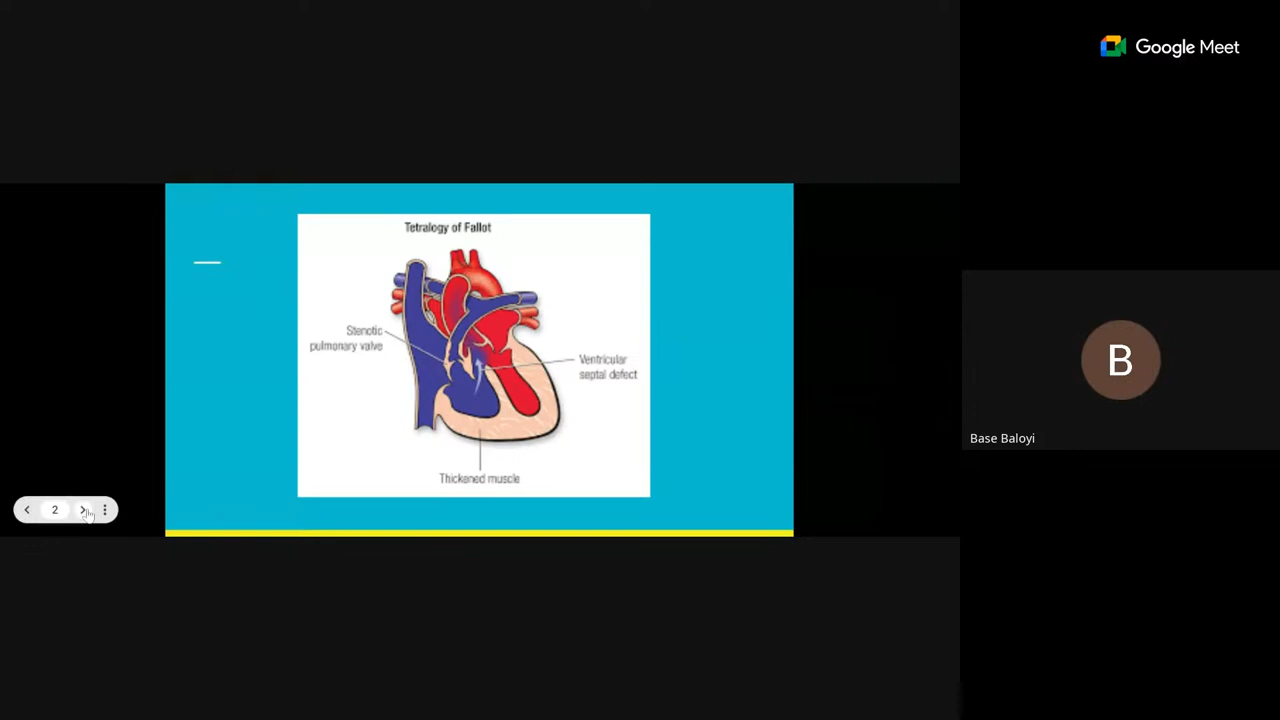 Google Meet
Tetralogy of Fallot
Stenotic
pulmonary valve
Ventricular
septal defect
Thickened muscle
B
Base Baloyi
2